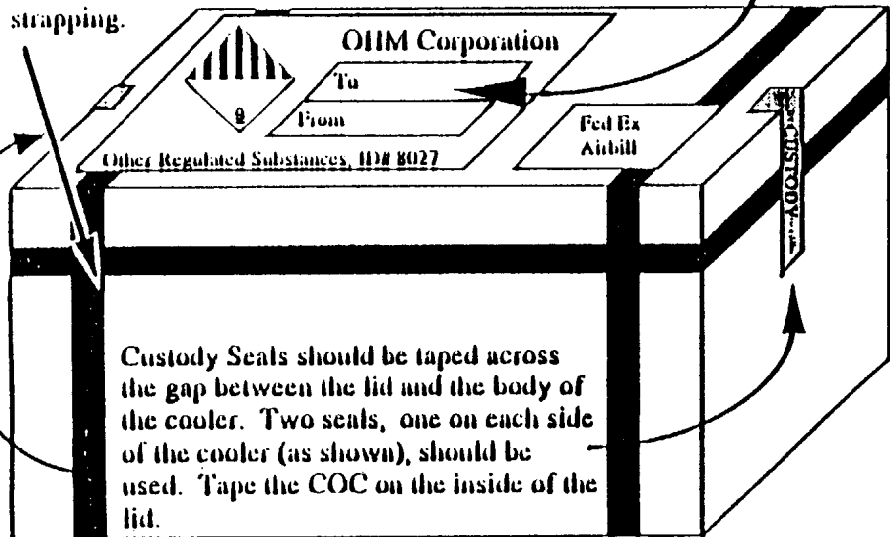 strapping.
OHM Corporation
To
From
9
Fed Ex
Airbill
Other Regulated Substances, ID# 8027
CUSTODY
Custody Seals should be taped across
the gap between the lid and the body of
the cooler. Two seals, one on each side
of the cooler (as shown), should be
used. Tape the COC on the inside of the
lid.